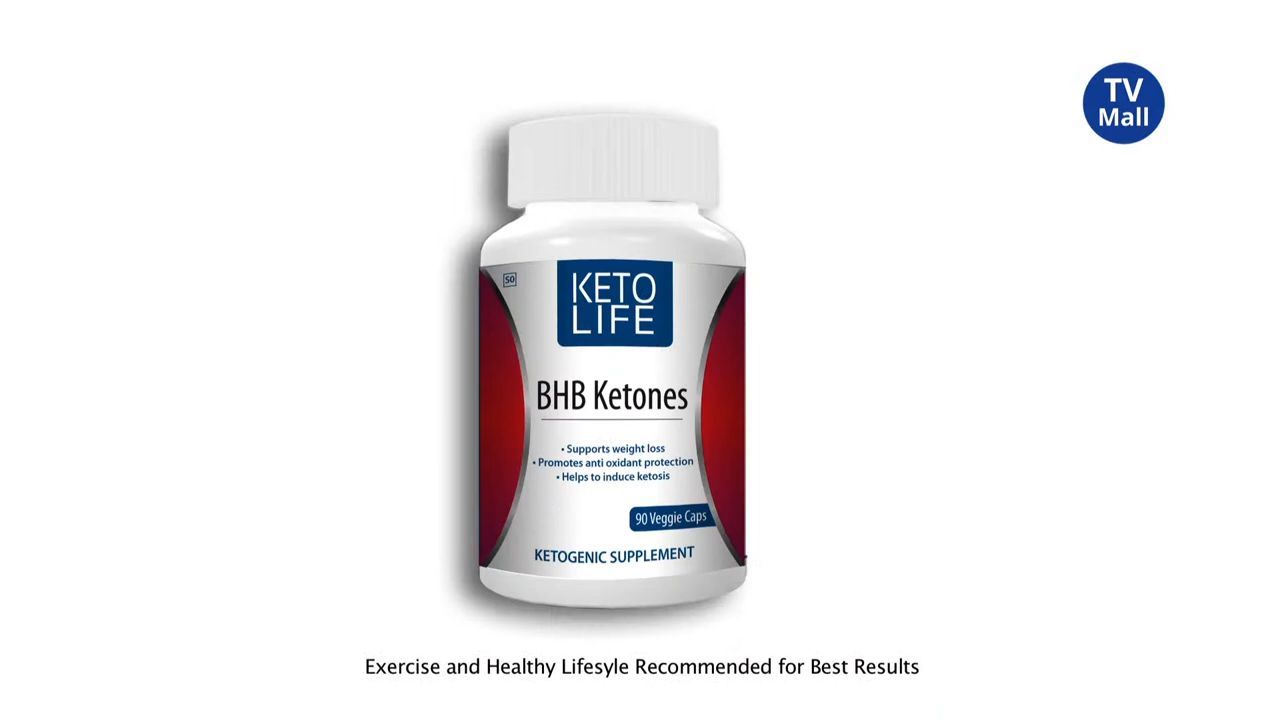 TV
Mall
S0
KETO
LIFE
BHB Ketones
• Supports weight loss
• Promotes anti oxidant protection
• Helps to induce ketosis
90 Veggie Caps
KETOGENIC SUPPLEMENT
Exercise and Healthy Lifesyle Recommended for Best Results